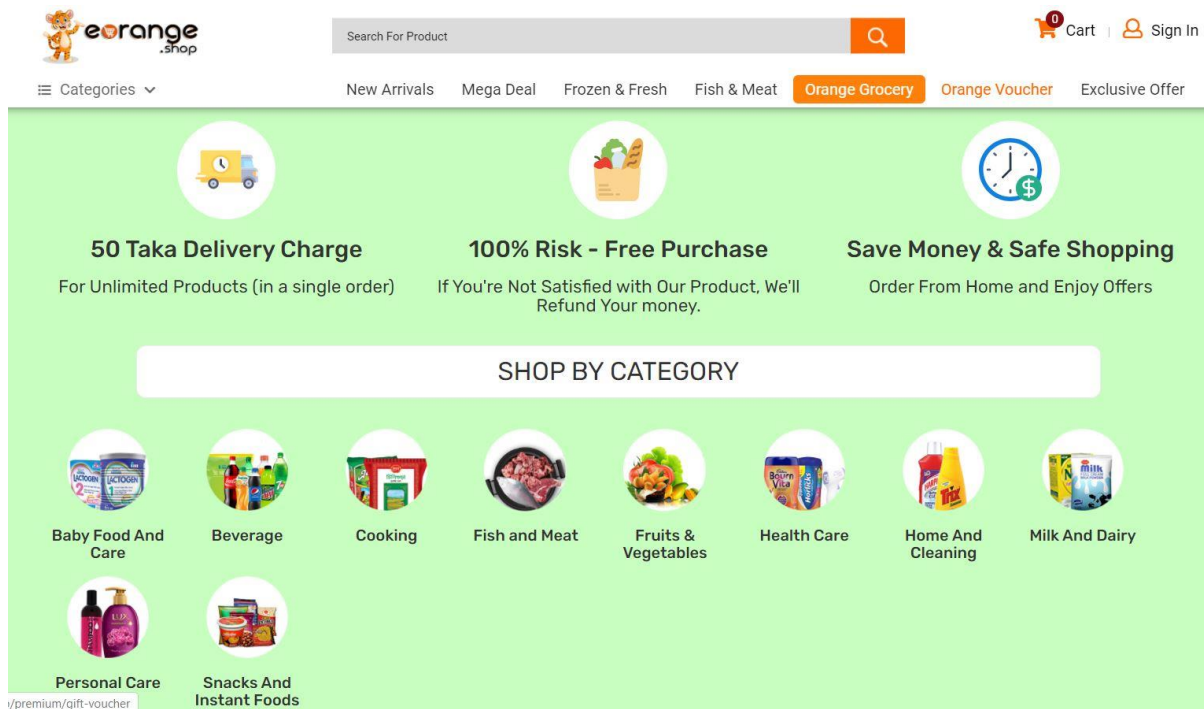 eorange
.shop
Search For Product
0
Cart
Sign In
Categories
New Arrivals
Mega Deal
Frozen & Fresh
Fish & Meat
Orange Grocery
Orange Voucher
Exclusive Offer
$
50 Taka Delivery Charge
For Unlimited Products (in a single order)
100% Risk - Free Purchase
If You're Not Satisfied with Our Product, We'll
Refund Your money.
Save Money & Safe Shopping
Order From Home and Enjoy Offers
SHOP BY CATEGORY
LACTOGEN
2
LACTOGEN
1
Baby Food And
Care
Beverage
Cooking
Fish and Meat
Fruits &
Vegetables
Bourn
Vita
Horlicks
Health Care
Trix
Home And
Cleaning
Milk
Milk And Dairy
LUX
Personal Care
Snacks And
Instant Foods
/premium/gift-voucher